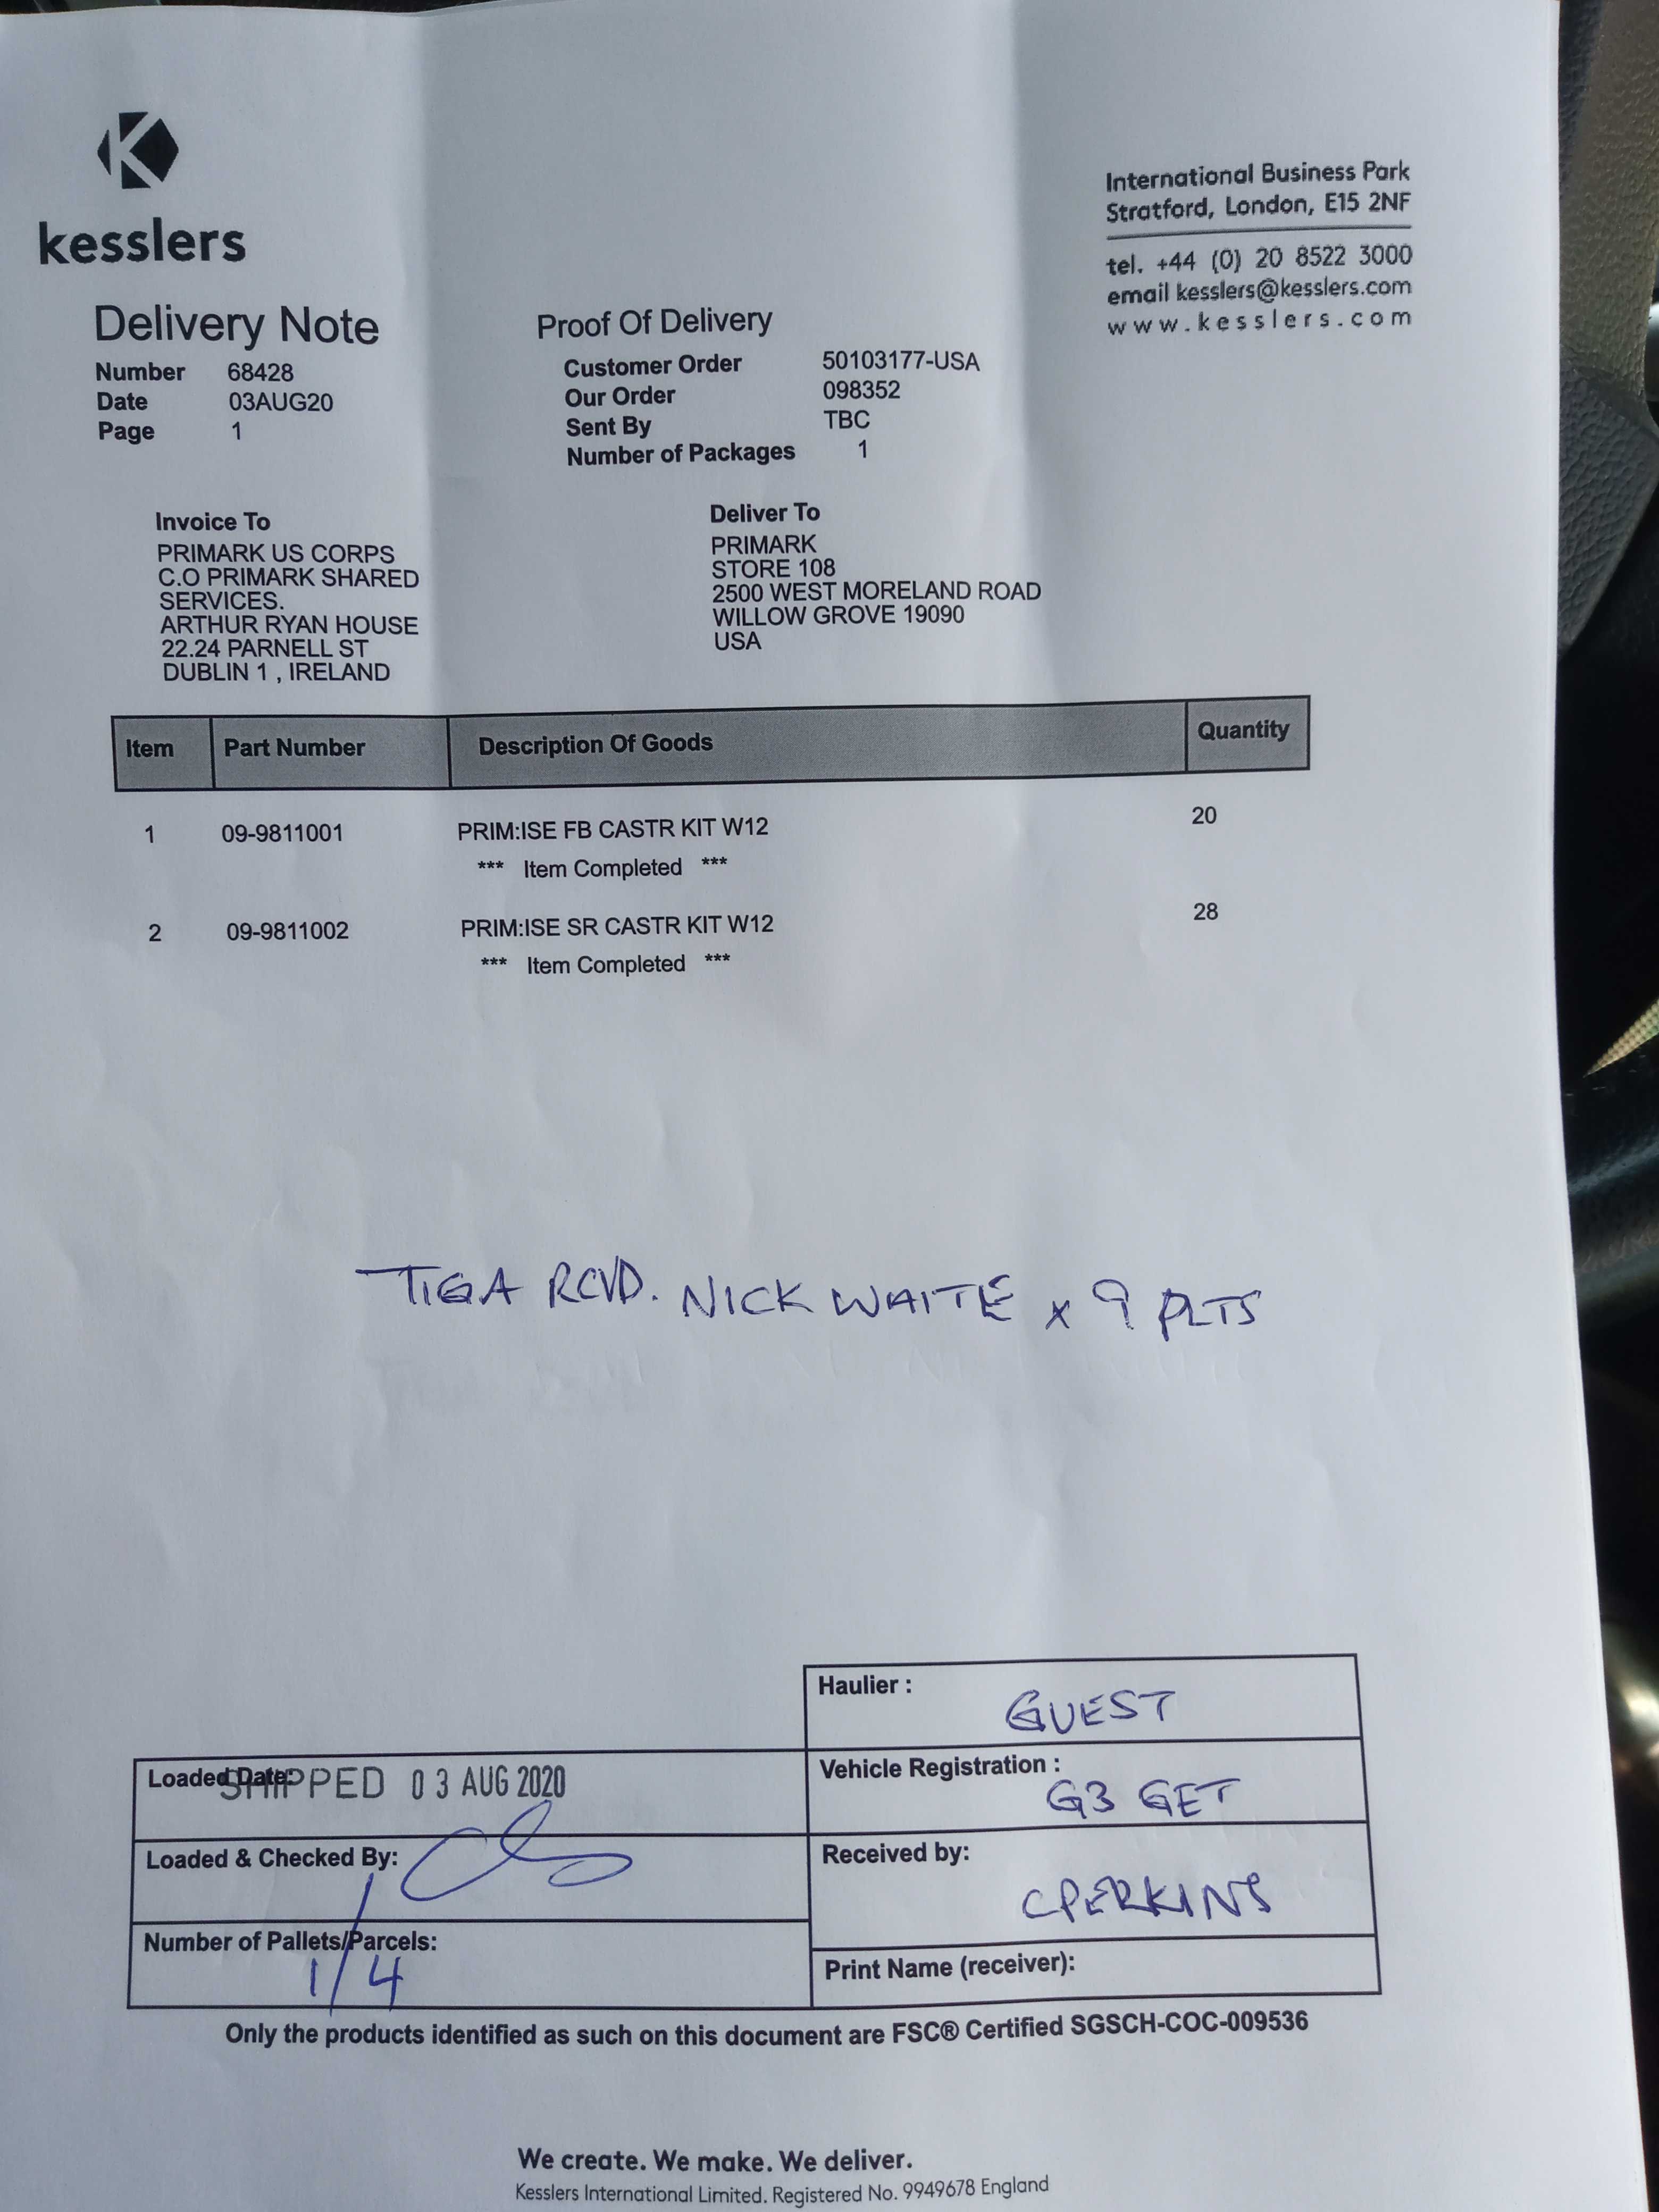 kesslers
International Business Park
Stratford, London, E15 2NF
tel. +44 (0) 20 8522 3000
email kesslers@kesslers.com
www.kesslers.com
Delivery Note
Number 68428
Date 03AUG20
Page 1
Proof Of Delivery
Customer Order 50103177-USA
Our Order 098352
Sent By TBC
Number of Packages 1
Invoice To
PRIMARK US CORPS
C.O PRIMARK SHARED
SERVICES.
ARTHUR RYAN HOUSE
22.24 PARNELL ST
DUBLIN 1 , IRELAND
Deliver To
PRIMARK
STORE 108
2500 WEST MORELAND ROAD
WILLOW GROVE 19090
USA
Item Part Number Description Of Goods Quantity
1 09-9811001 PRIM:ISE FB CASTR KIT W12 20
*** Item Completed ***
2 09-9811002 PRIM:ISE SR CASTR KIT W12 28
*** Item Completed ***
TIGA RCVD. NICK WAITE x 9 PLTS
Haulier : GUEST
Loaded Date: SHIPPED 03 AUG 2020
Vehicle Registration : G3 GET
Loaded & Checked By:
Received by: CPERKINS
Number of Pallets/Parcels: 1/4
Print Name (receiver):
Only the products identified as such on this document are FSC® Certified SGSCH-COC-009536
We create. We make. We deliver.
Kesslers International Limited. Registered No. 9949678 England